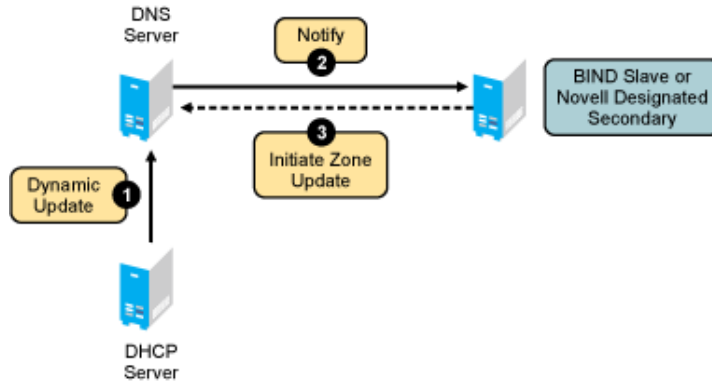 DNS
Server
Notify
2
BIND Slave or
Novell Designated
Secondary
3
Initiate Zone
Update
Dynamic
Update
1
DHCP
Server